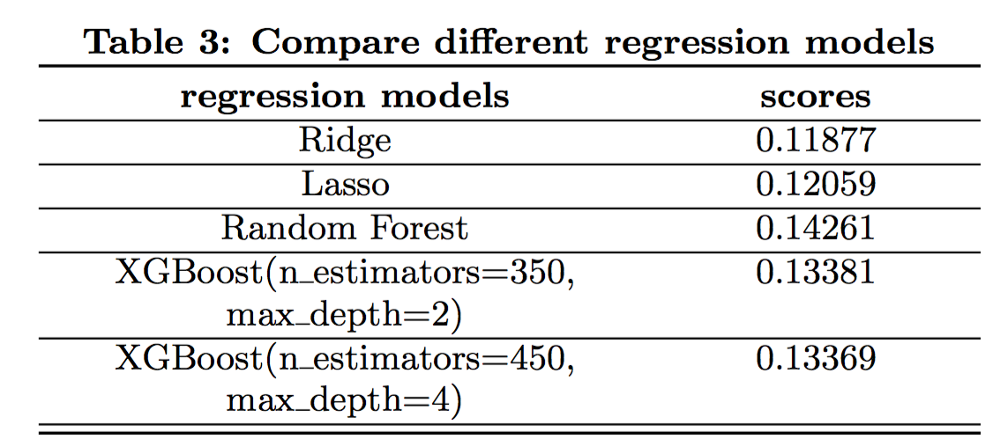 Table 3: Compare different regression models
regression models scores
Ridge 0.11877
Lasso 0.12059
Random Forest 0.14261
XGBoost(n_estimators=350, 0.13381
max_depth=2)
XGBoost(n_estimators=450, 0.13369
max_depth=4)